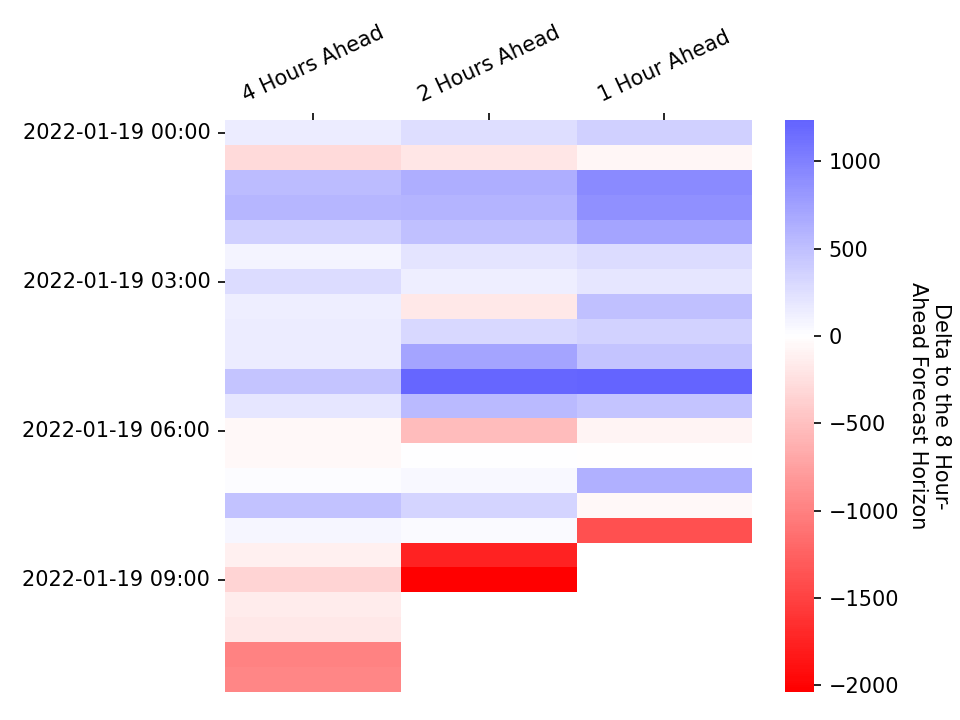 4 Hours Ahead
2 Hours Ahead
1 Hour Ahead
2022-01-19 00:00
2022-01-19 03:00
2022-01-19 06:00
2022-01-19 09:00
1000
500
0
−500
−1000
−1500
−2000
Delta to the 8 Hour-
Ahead Forecast Horizon